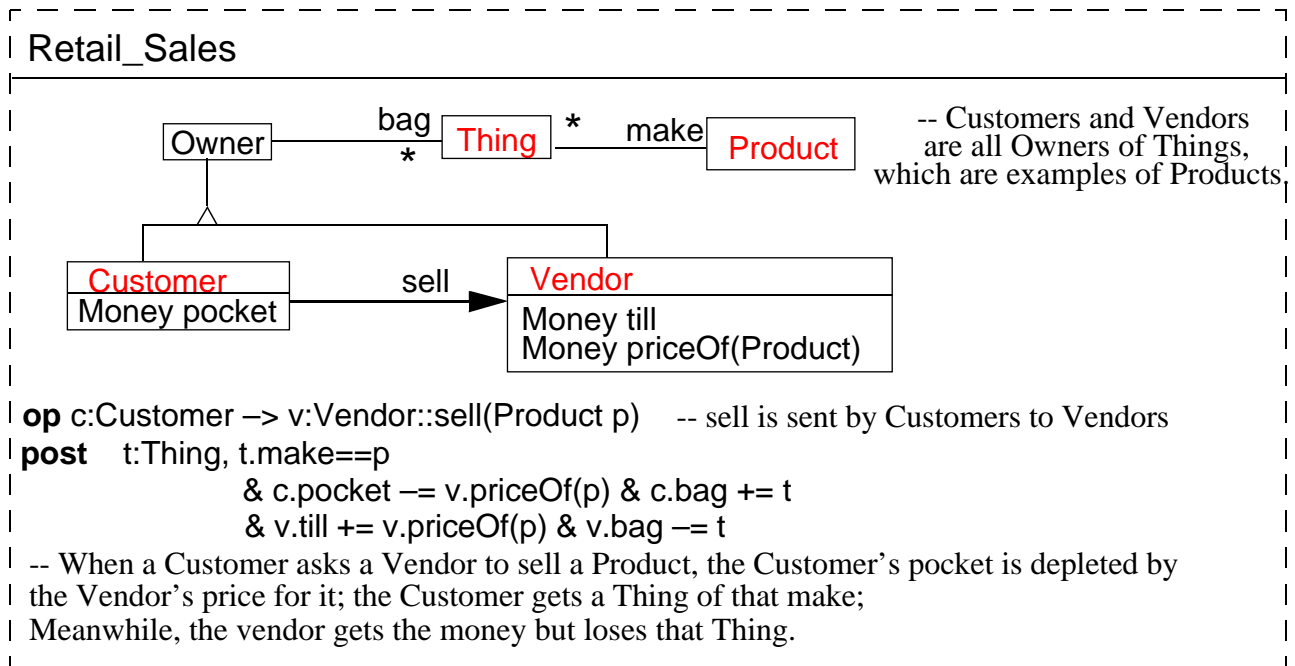 Retail_Sales
Owner
bag
*
Thing
*
make
Product
-- Customers and Vendors
are all Owners of Things,
which are examples of Products.
Customer
Money pocket
sell
Vendor
Money till
Money priceOf(Product)
op c:Customer –> v:Vendor::sell(Product p) -- sell is sent by Customers to Vendors
post t:Thing, t.make==p
& c.pocket –= v.priceOf(p) & c.bag += t
& v.till += v.priceOf(p) & v.bag –= t
-- When a Customer asks a Vendor to sell a Product, the Customer’s pocket is depleted by
the Vendor’s price for it; the Customer gets a Thing of that make;
Meanwhile, the vendor gets the money but loses that Thing.